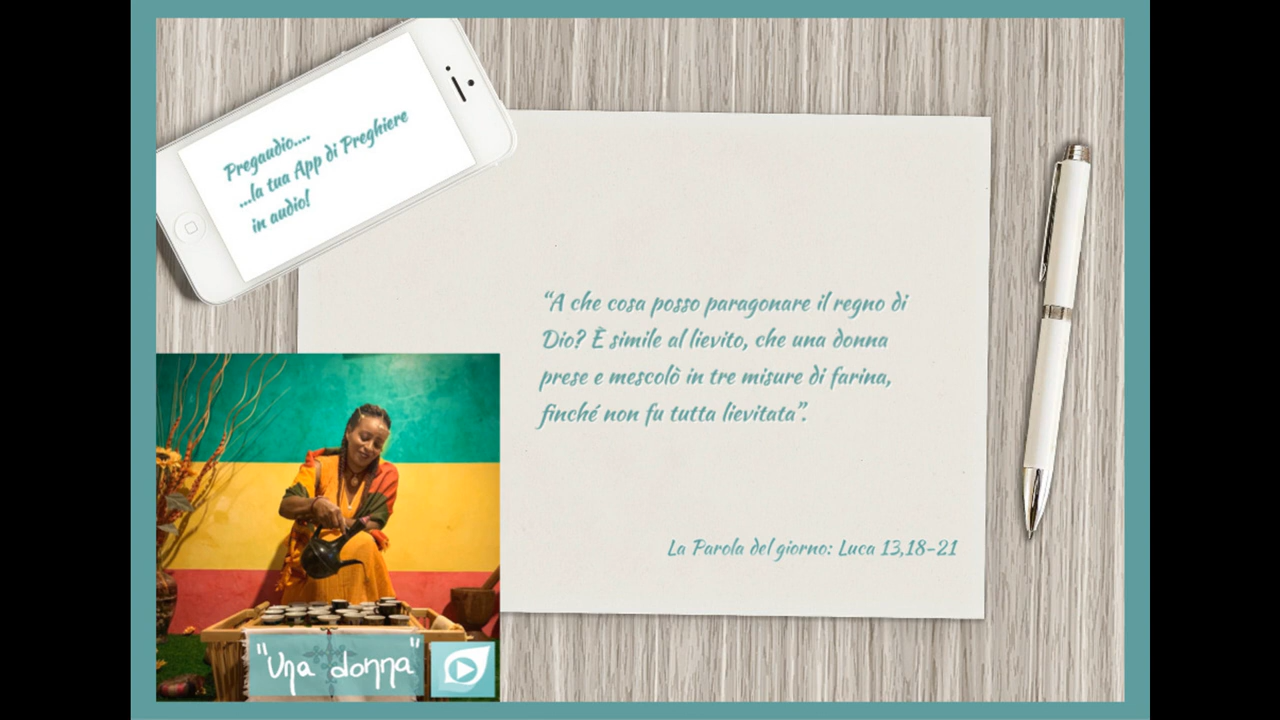 Pregaudio....
...la tua App di Preghiere
in audio!
“A che cosa posso paragonare il regno di
Dio? È simile al lievito, che una donna
prese e mescolò in tre misure di farina,
finché non fu tutta lievitata”.
La Parola del giorno: Luca 13,18-21
"Una donna"